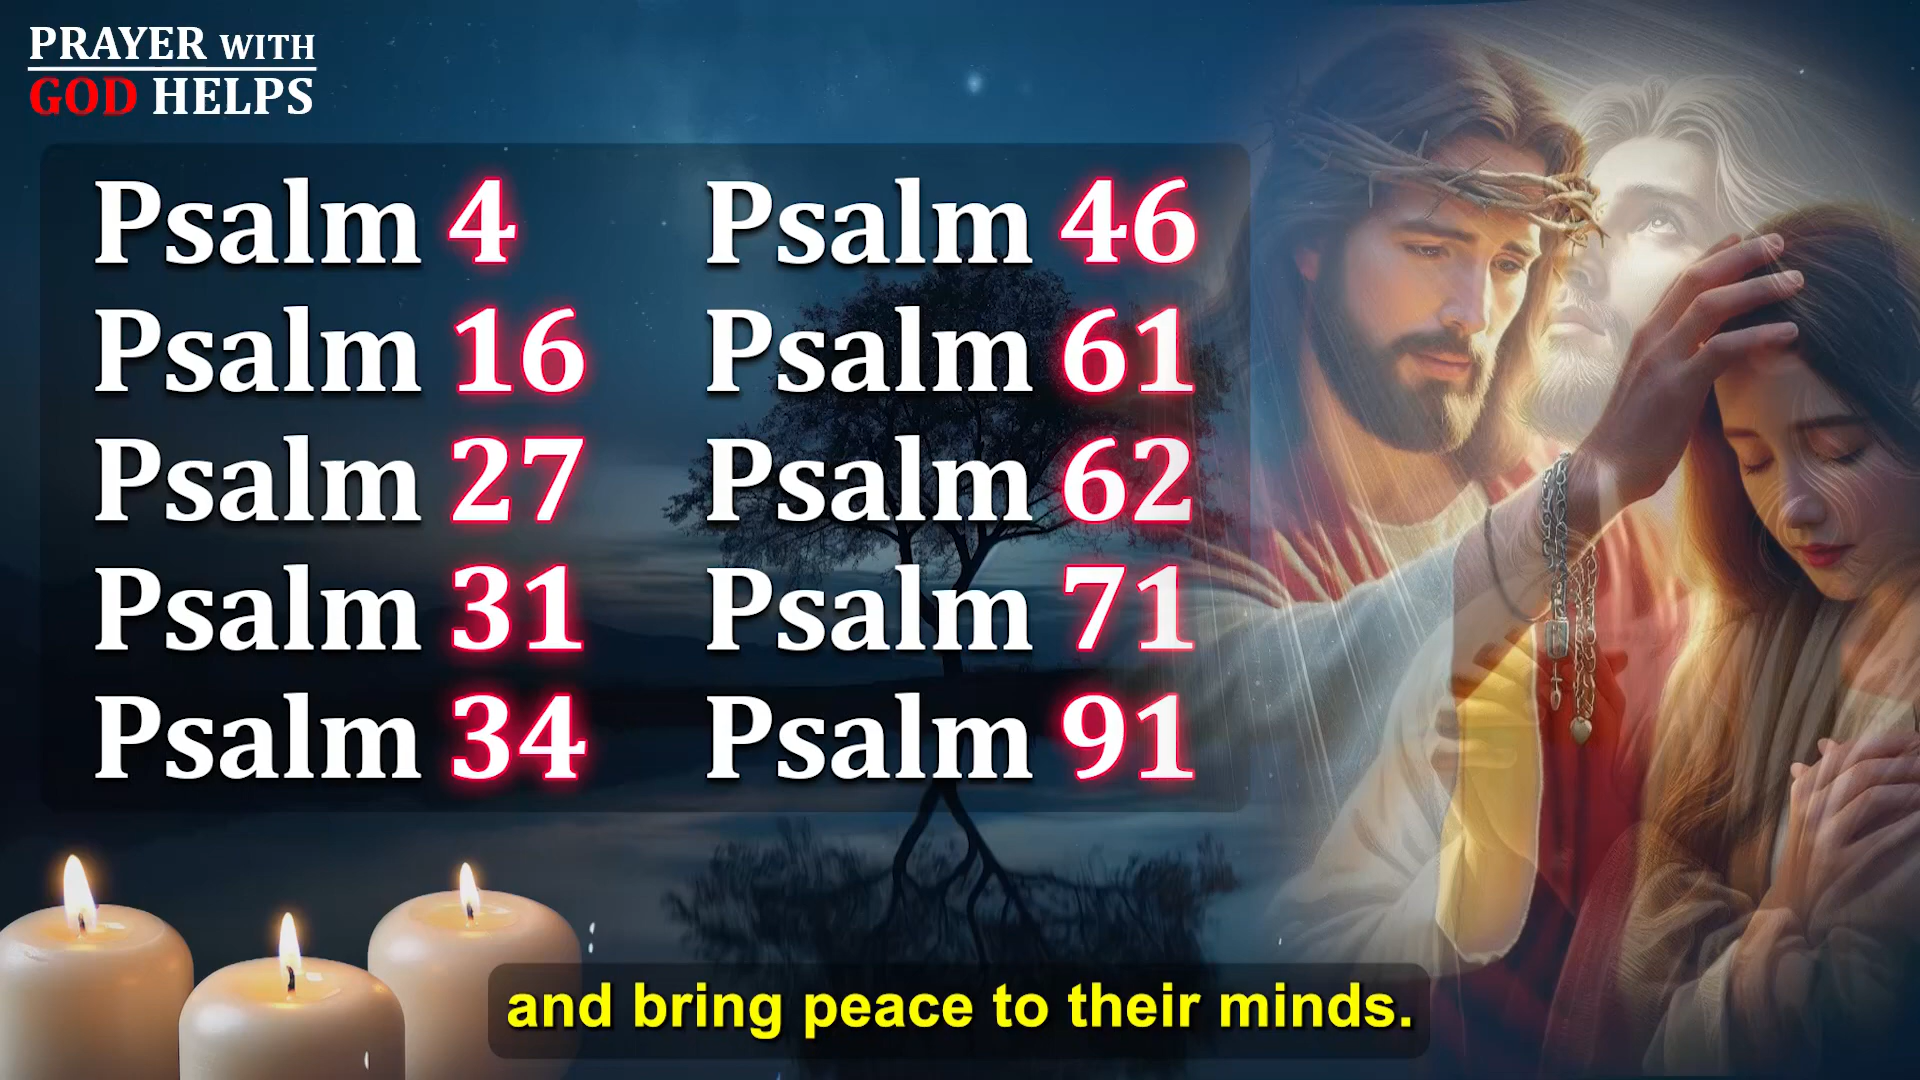 PRAYER WITH
GOD HELPS
Psalm 4
Psalm 16
Psalm 27
Psalm 31
Psalm 34
Psalm 46
Psalm 61
Psalm 62
Psalm 71
Psalm 91
and bring peace to their minds.